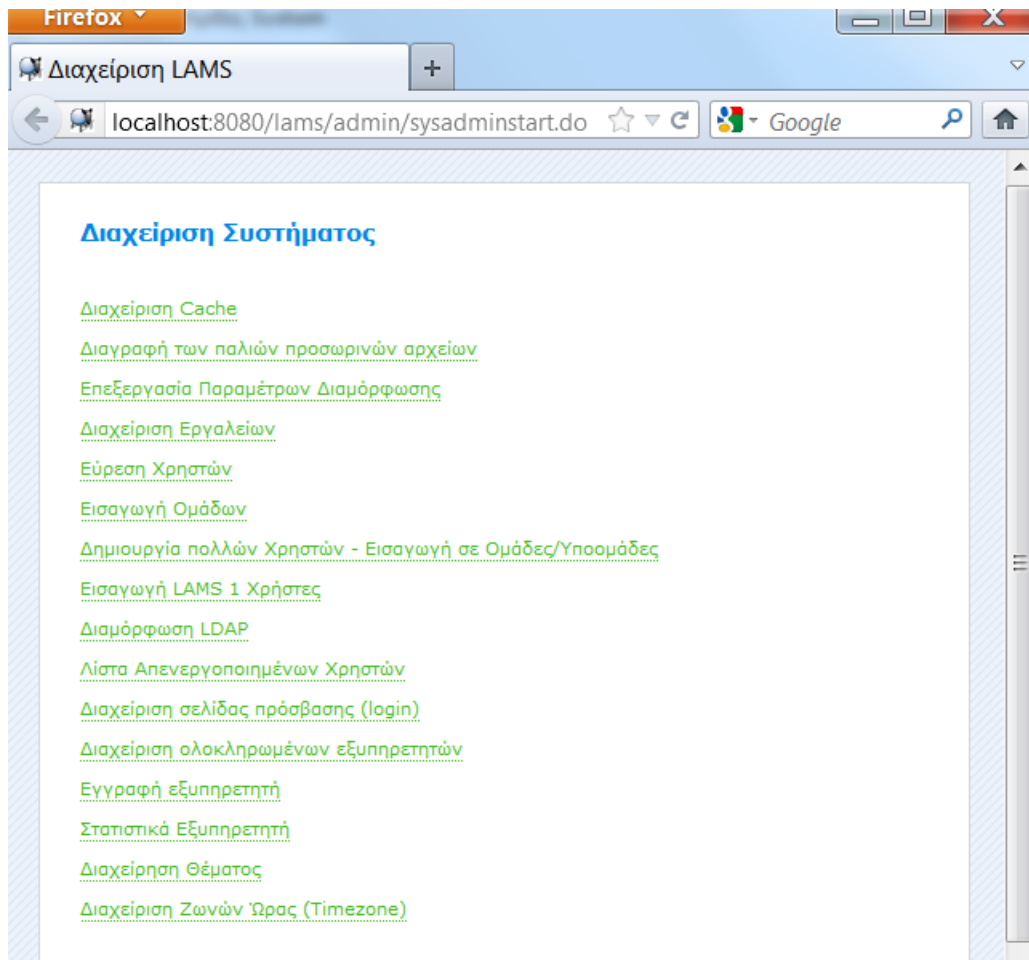 Firefox
Διαχείριση LAMS
localhost:8080/lams/admin/sysadminstart.do
Google
Διαχείριση Συστήματος
Διαχείριση Cache
Διαγραφή των παλιών προσωρινών αρχείων
Επεξεργασία Παραμέτρων Διαμόρφωσης
Διαχείριση Εργαλείων
Εύρεση Χρηστών
Εισαγωγή Ομάδων
Δημιουργία πολλών Χρηστών - Εισαγωγή σε Ομάδες/Υποομάδες
Εισαγωγή LAMS 1 Χρήστες
Διαμόρφωση LDAP
Λίστα Απενεργοποιημένων Χρηστών
Διαχείριση σελίδας πρόσβασης (login)
Διαχείριση ολοκληρωμένων εξυπηρετητών
Εγγραφή εξυπηρετητή
Στατιστικά Εξυπηρετητή
Διαχείρηση Θέματος
Διαχείριση Ζωνών Ώρας (Timezone)